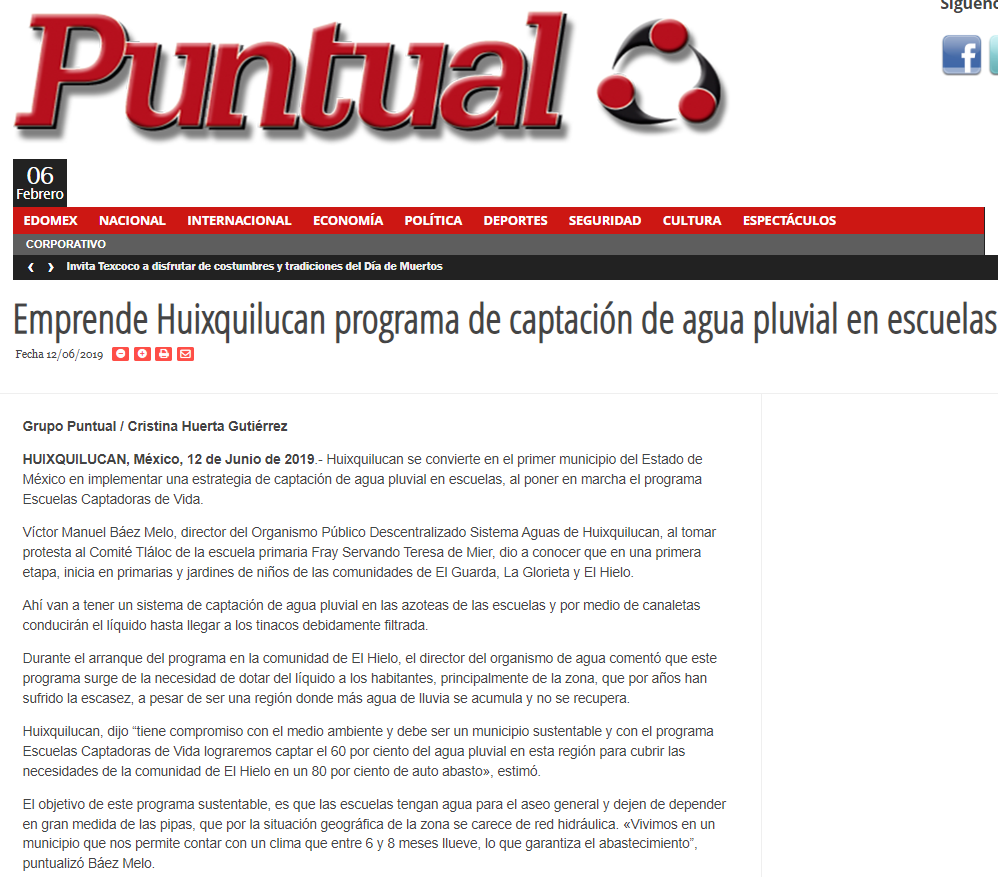 Puntual
Sígueno
06
Febrero
EDOMEX NACIONAL INTERNACIONAL ECONOMÍA POLÍTICA DEPORTES SEGURIDAD CULTURA ESPECTÁCULOS
CORPORATIVO
‹ › Invita Texcoco a disfrutar de costumbres y tradiciones del Día de Muertos
Emprende Huixquilucan programa de captación de agua pluvial en escuelas
Fecha 12/06/2019
Grupo Puntual / Cristina Huerta Gutiérrez
HUIXQUILUCAN, México, 12 de Junio de 2019.- Huixquilucan se convierte en el primer municipio del Estado de
México en implementar una estrategia de captación de agua pluvial en escuelas, al poner en marcha el programa
Escuelas Captadoras de Vida.
Víctor Manuel Báez Melo, director del Organismo Público Descentralizado Sistema Aguas de Huixquilucan, al tomar
protesta al Comité Tláloc de la escuela primaria Fray Servando Teresa de Mier, dio a conocer que en una primera
etapa, inicia en primarias y jardines de niños de las comunidades de El Guarda, La Glorieta y El Hielo.
Ahí van a tener un sistema de captación de agua pluvial en las azoteas de las escuelas y por medio de canaletas
conducirán el líquido hasta llegar a los tinacos debidamente filtrada.
Durante el arranque del programa en la comunidad de El Hielo, el director del organismo de agua comentó que este
programa surge de la necesidad de dotar del líquido a los habitantes, principalmente de la zona, que por años han
sufrido la escasez, a pesar de ser una región donde más agua de lluvia se acumula y no se recupera.
Huixquilucan, dijo “tiene compromiso con el medio ambiente y debe ser un municipio sustentable y con el programa
Escuelas Captadoras de Vida lograremos captar el 60 por ciento del agua pluvial en esta región para cubrir las
necesidades de la comunidad de El Hielo en un 80 por ciento de auto abasto», estimó.
El objetivo de este programa sustentable, es que las escuelas tengan agua para el aseo general y dejen de depender
en gran medida de las pipas, que por la situación geográfica de la zona se carece de red hidráulica. «Vivimos en un
municipio que nos permite contar con un clima que entre 6 y 8 meses llueve, lo que garantiza el abastecimiento”,
puntualizó Báez Melo.